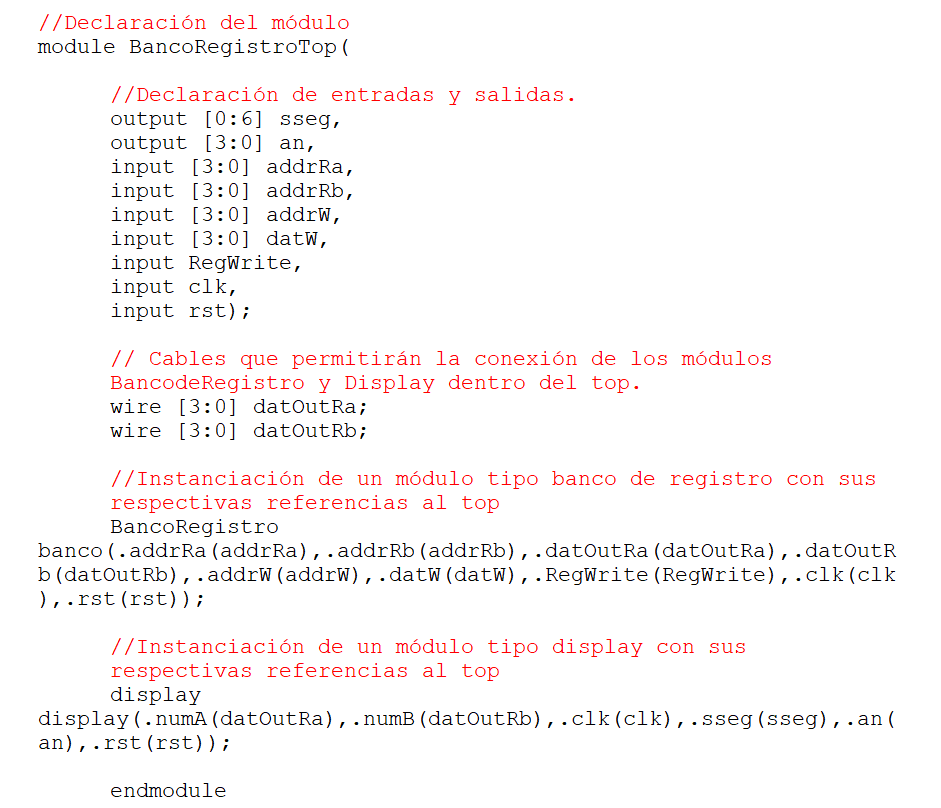 //Declaración del módulo
module BancoRegistroTop(
//Declaración de entradas y salidas.
output [0:6] sseg,
output [3:0] an,
input [3:0] addrRa,
input [3:0] addrRb,
input [3:0] addrW,
input [3:0] datW,
input RegWrite,
input clk,
input rst);
// Cables que permitirán la conexión de los módulos
BancodeRegistro y Display dentro del top.
wire [3:0] datOutRa;
wire [3:0] datOutRb;
//Instanciación de un módulo tipo banco de registro con sus
respectivas referencias al top
BancoRegistro
banco(.addrRa(addrRa),.addrRb(addrRb),.datOutRa(datOutRa),.datOutR
b(datOutRb),.addrW(addrW),.datW(datW),.RegWrite(RegWrite),.clk(clk
),.rst(rst));
//Instanciación de un módulo tipo display con sus
respectivas referencias al top
display
display(.numA(datOutRa),.numB(datOutRb),.clk(clk),.sseg(sseg),.an(
an),.rst(rst));
endmodule